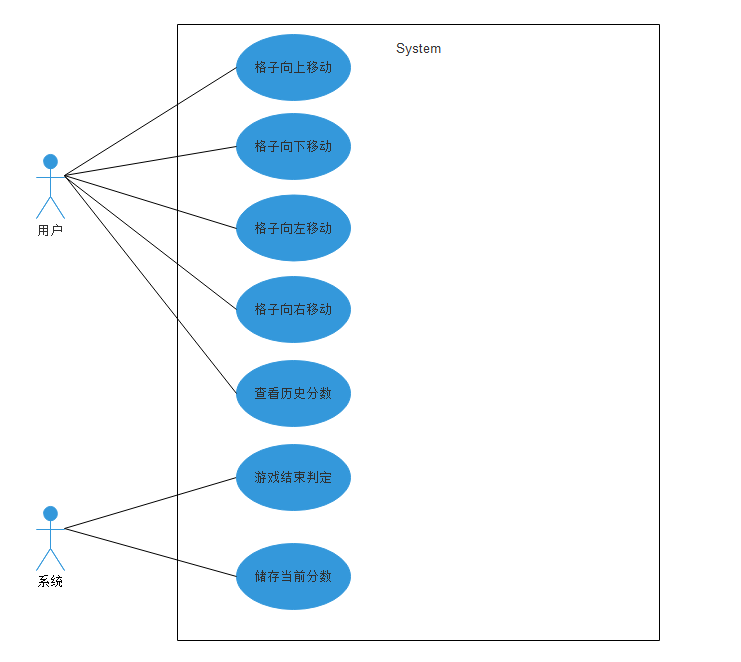 System
格子向上移动
格子向下移动
用户
格子向左移动
格子向右移动
查看历史分数
游戏结束判定
系统
储存当前分数